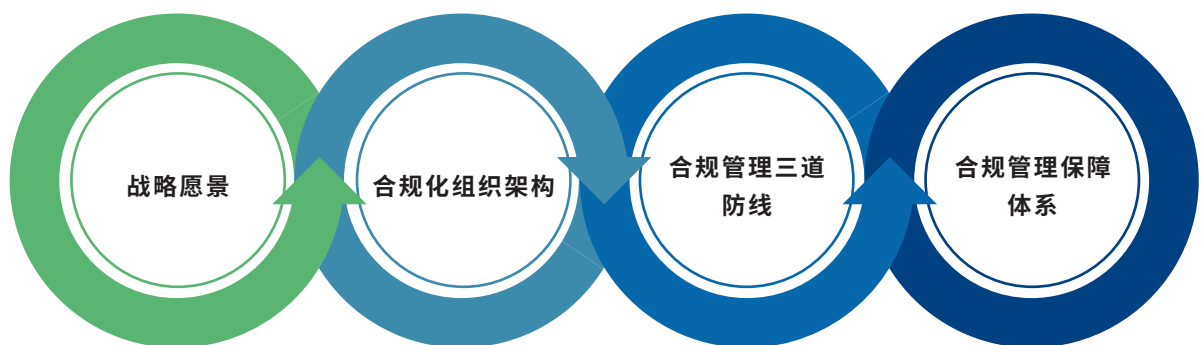 战略愿景
合规化组织架构
合规管理三道
防线
合规管理保障
体系